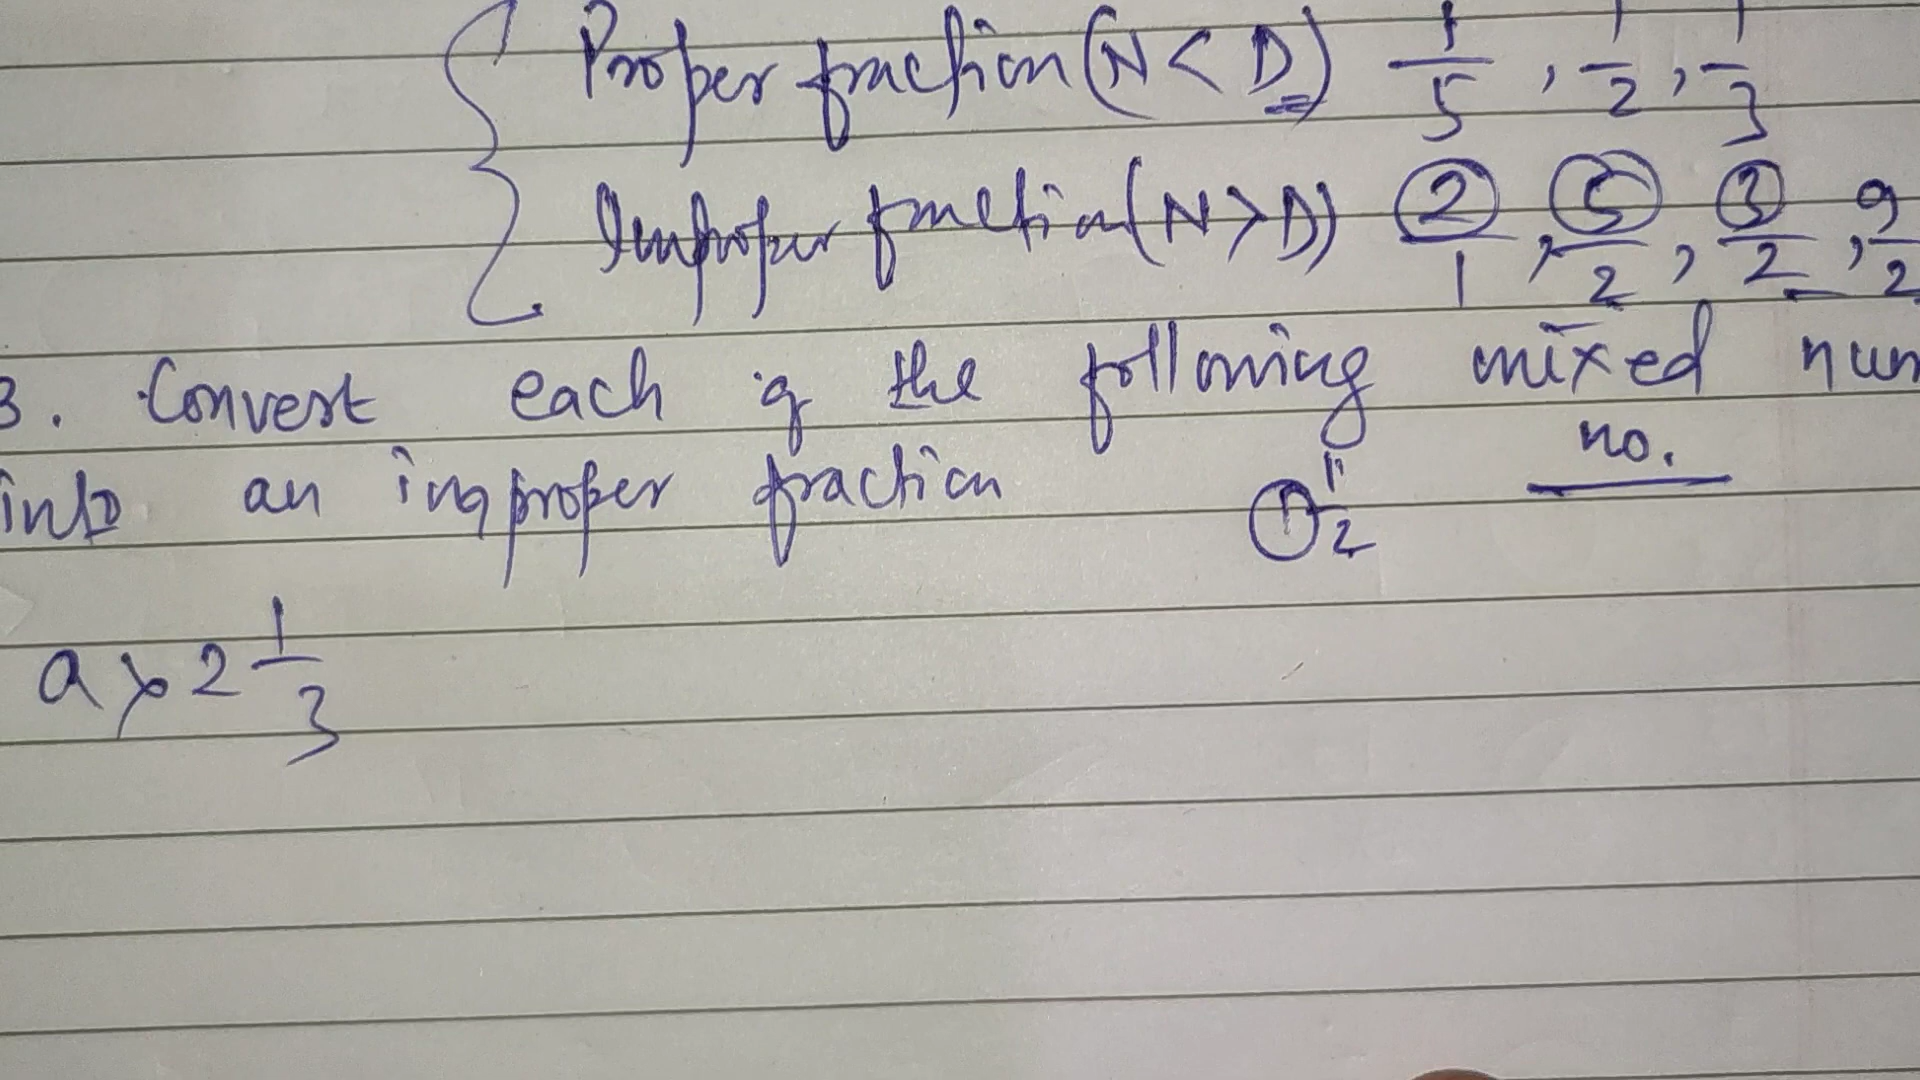 Proper fraction (N < D) 1/5, 1/2, 1/3
Improper fraction (N > D) 2/1, 5/2, 3/2, 9/2
3. Convert each of the following mixed num
no.
into an improper fraction 1 1/2
a) 2 1/3